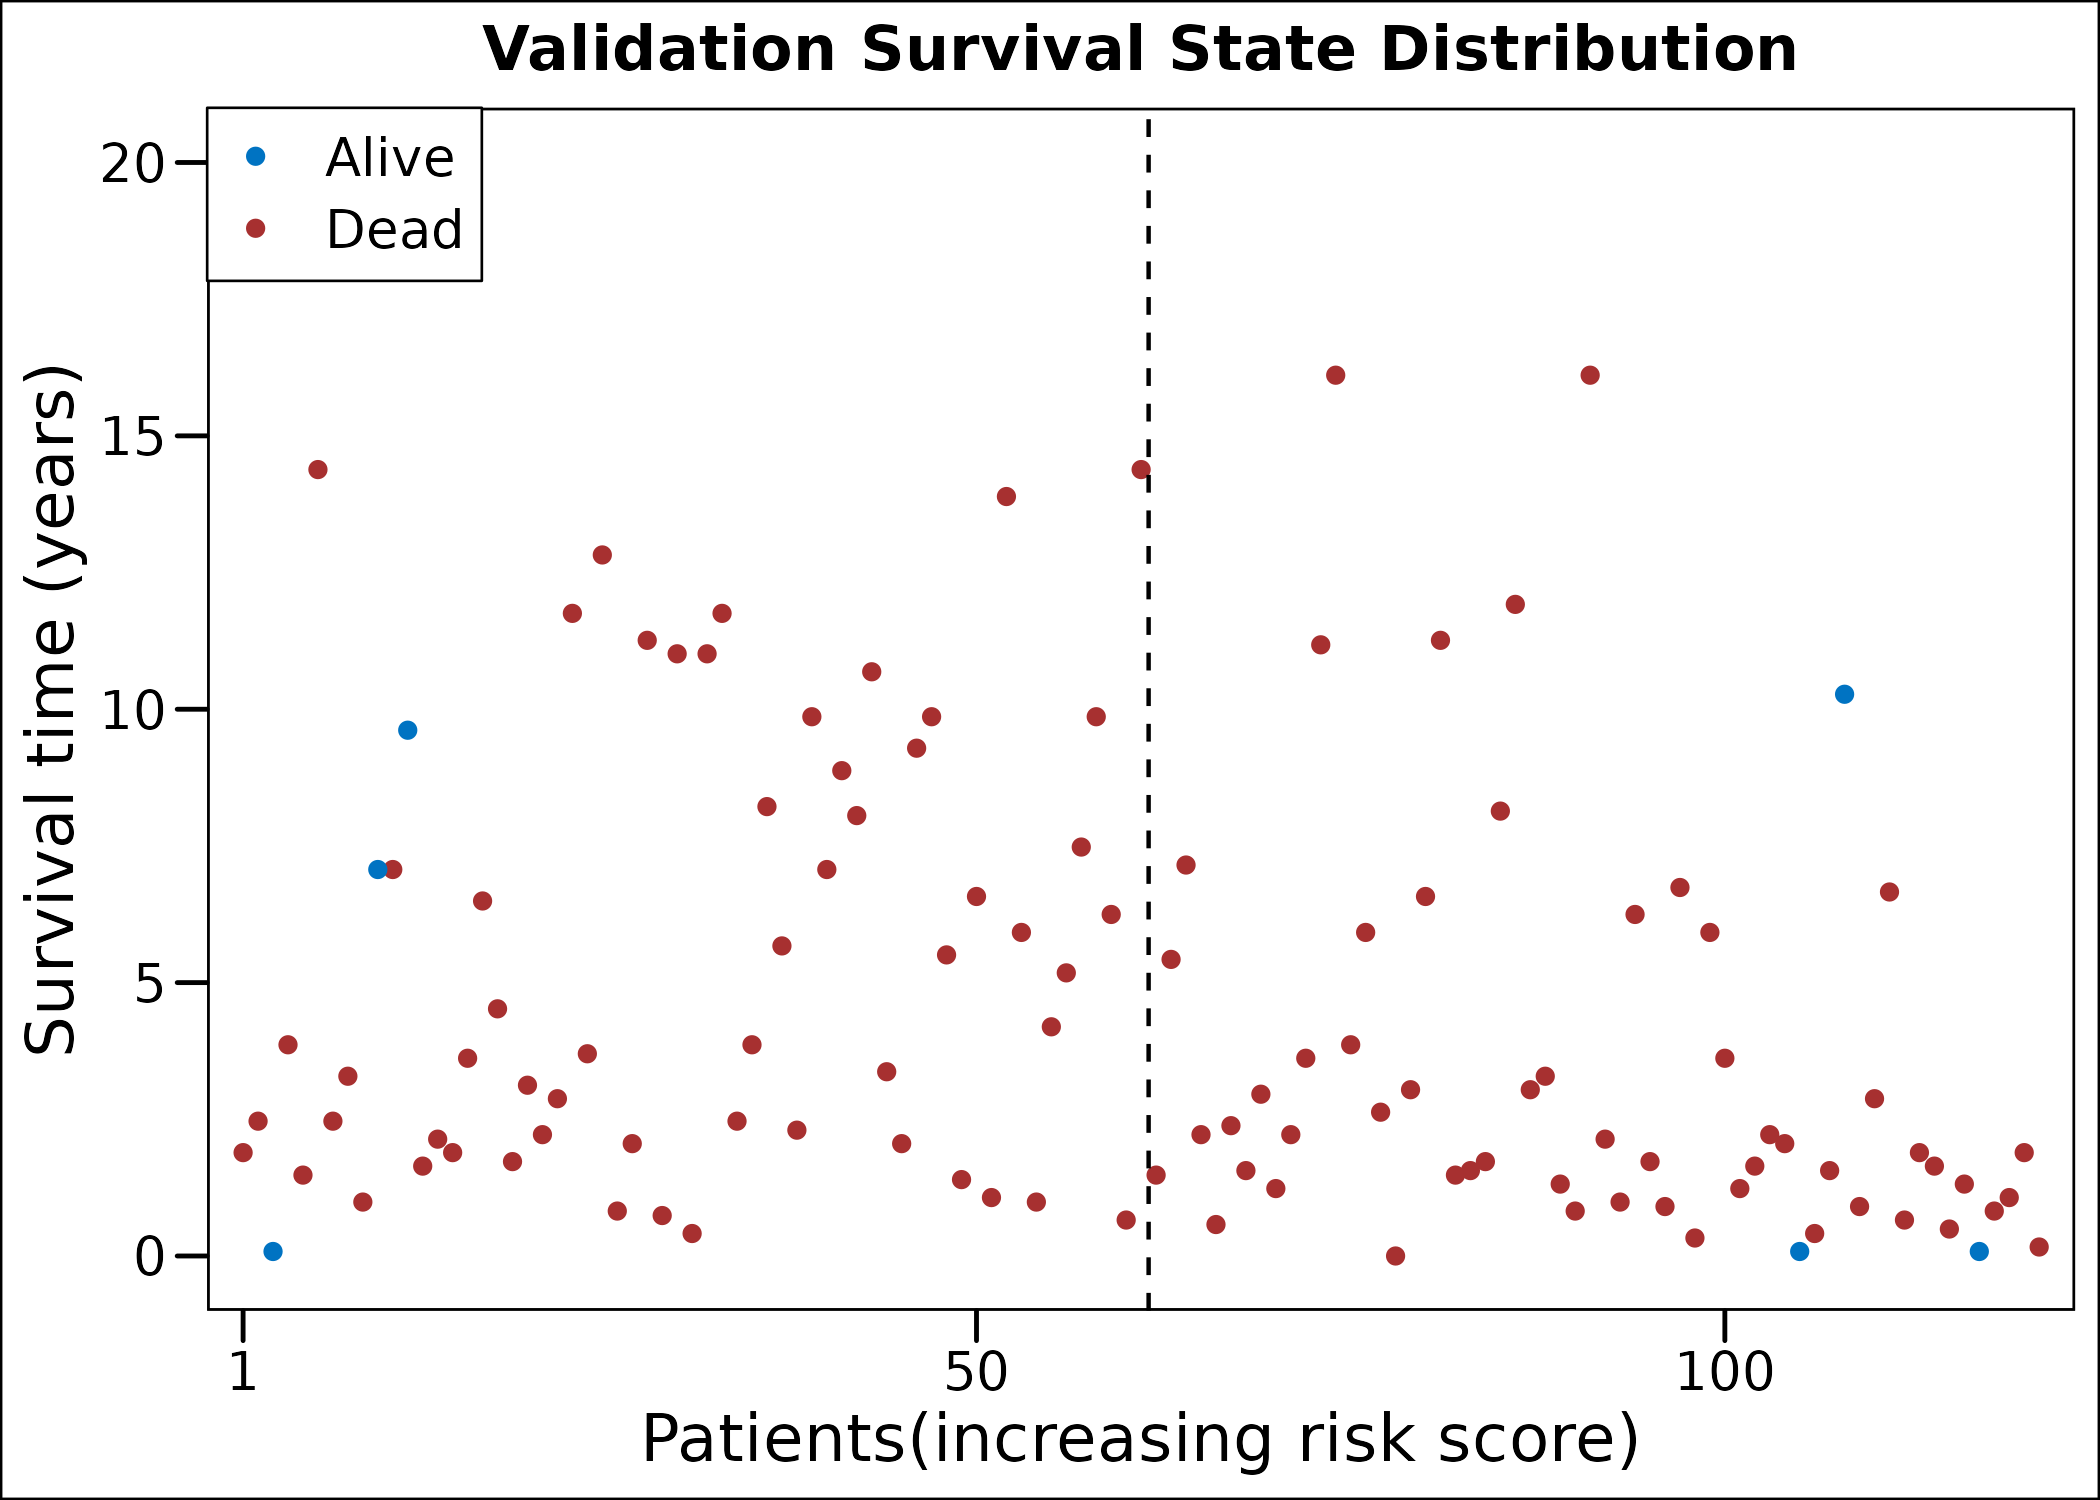 Validation Survival State Distribution
Alive
Dead
20
15
10
5
0
Survival time (years)
1
50
100
Patients(increasing risk score)